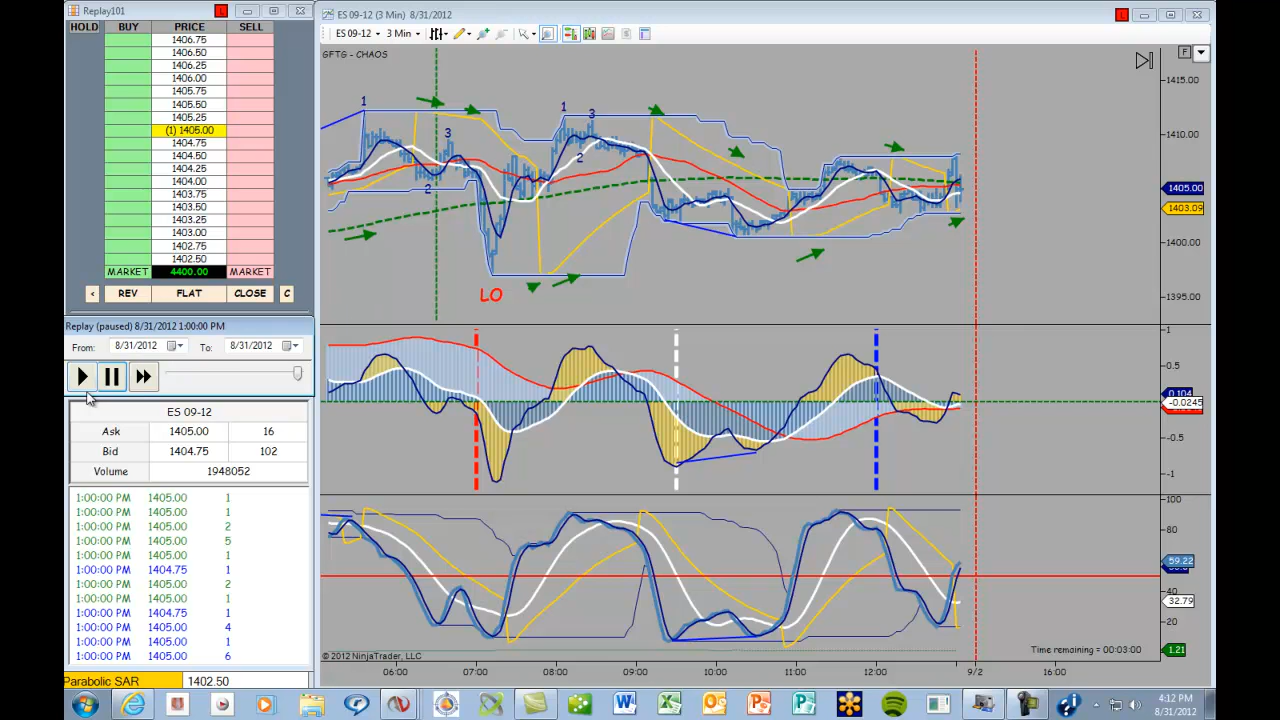 Replay101
HOLD BUY PRICE SELL
1406.75
1406.50
1406.25
1406.00
1405.75
1405.50
1405.25
(1) 1405.00
1404.75
1404.50
1404.25
1404.00
1403.75
1403.50
1403.25
1403.00
1402.75
1402.50
MARKET 4400.00 MARKET
< REV FLAT CLOSE C
Replay (paused) 8/31/2012 1:00:00 PM
From: 8/31/2012 To: 8/31/2012
ES 09-12
Ask 1405.00 16
Bid 1404.75 102
Volume 1948052
1:00:00 PM 1405.00 1
1:00:00 PM 1405.00 1
1:00:00 PM 1405.00 2
1:00:00 PM 1405.00 5
1:00:00 PM 1405.00 1
1:00:00 PM 1404.75 1
1:00:00 PM 1405.00 2
1:00:00 PM 1405.00 1
1:00:00 PM 1404.75 1
1:00:00 PM 1405.00 4
1:00:00 PM 1405.00 1
1:00:00 PM 1405.00 6
Parabolic SAR 1402.50
ES 09-12 (3 Min) 8/31/2012
ES 09-12 3 Min
GFTG - CHAOS
F
1415.00
1410.00
1405.00
1403.09
1400.00
1395.00
1 3 2 1 3 2
LO
1
0.5
0.104
-0.0245
-0.5
-1
100
80
59.22
40
32.79
20
1.21
Time remaining = 00:03:00
© 2012 NinjaTrader, LLC
06:00 07:00 08:00 09:00 10:00 11:00 12:00 9/2 16:00
4:12 PM
8/31/2012